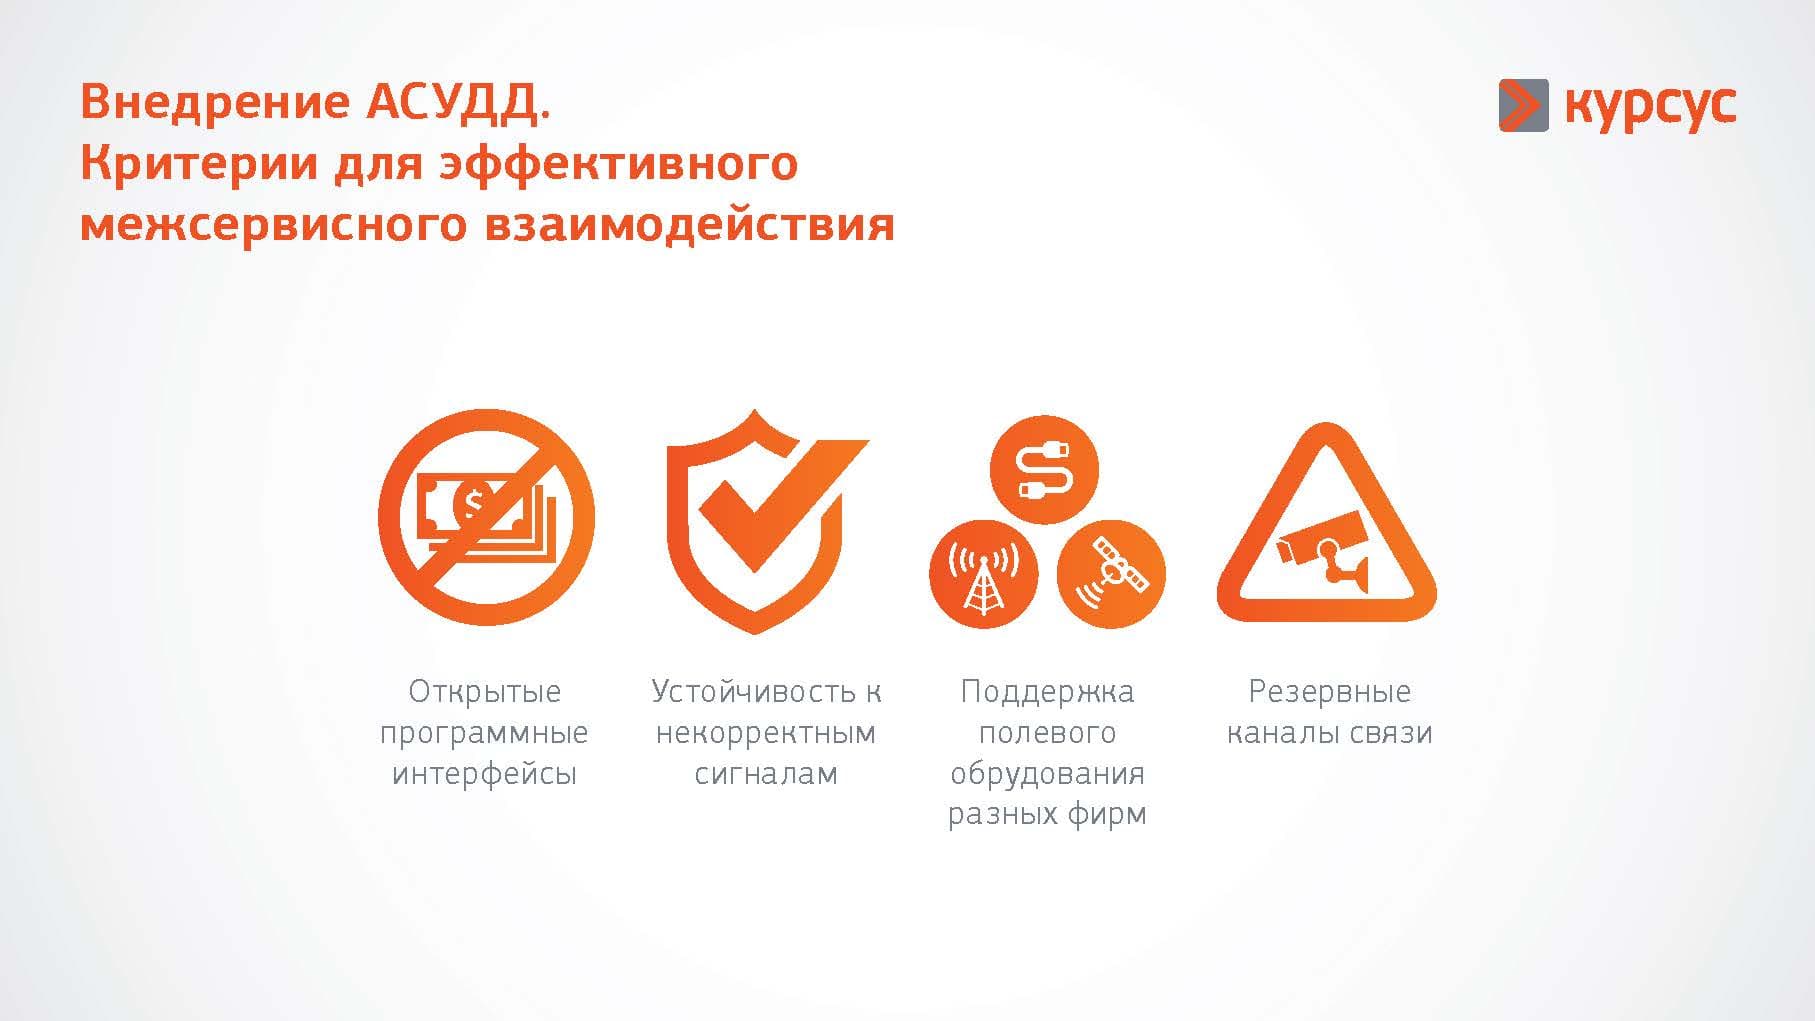 Внедрение АСУДД.
Критерии для эффективного
межсервисного взаимодействия
курсус
$
Открытые
программные
интерфейсы
Устойчивость к
некорректным
сигналам
Поддержка
полевого
обрудования
разных фирм
Резервные
каналы связи